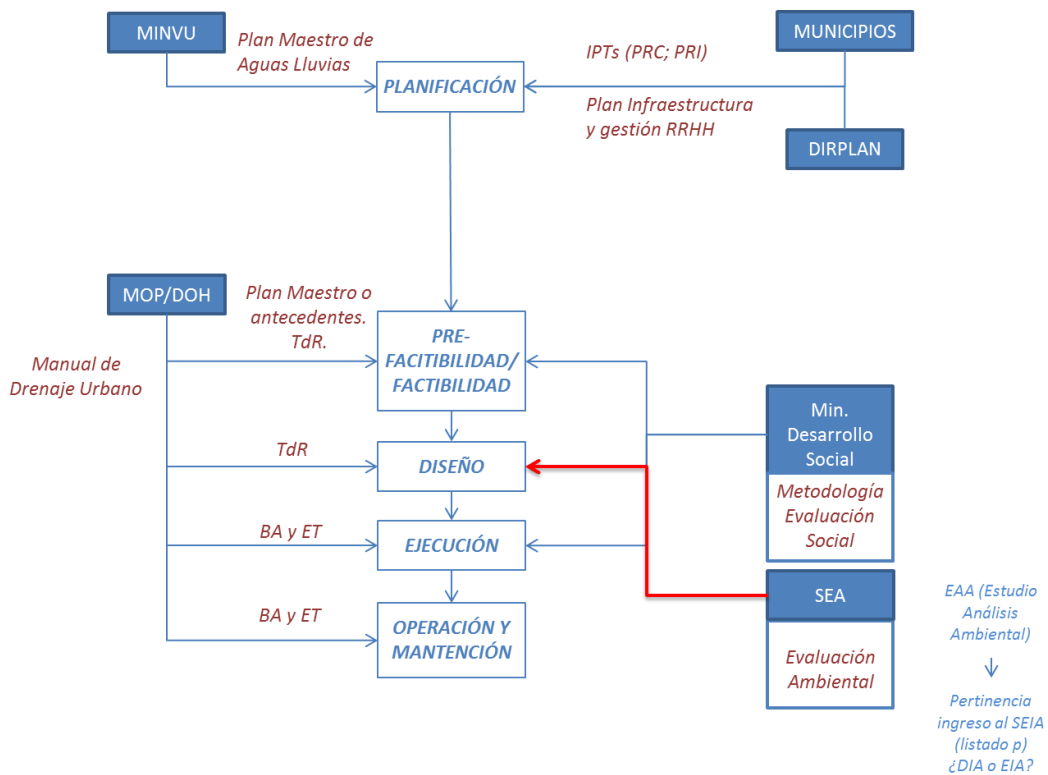 MINVU
Plan Maestro de
Aguas Lluvias
PLANIFICACIÓN
IPTs (PRC; PRI)
Plan Infraestructura
y gestión RRHH
MUNICIPIOS
DIRPLAN
MOP/DOH
Manual de
Drenaje Urbano
Plan Maestro o
antecedentes.
TdR.
PRE-
FACITIBILIDAD/
FACTIBILIDAD
TdR
DISEÑO
BA y ET
EJECUCIÓN
BA y ET
OPERACIÓN Y
MANTENCIÓN
Min.
Desarrollo
Social
Metodología
Evaluación
Social
SEA
Evaluación
Ambiental
EAA (Estudio
Análisis
Ambiental)
Pertinencia
ingreso al SEIA
(listado p)
¿DIA o EIA?